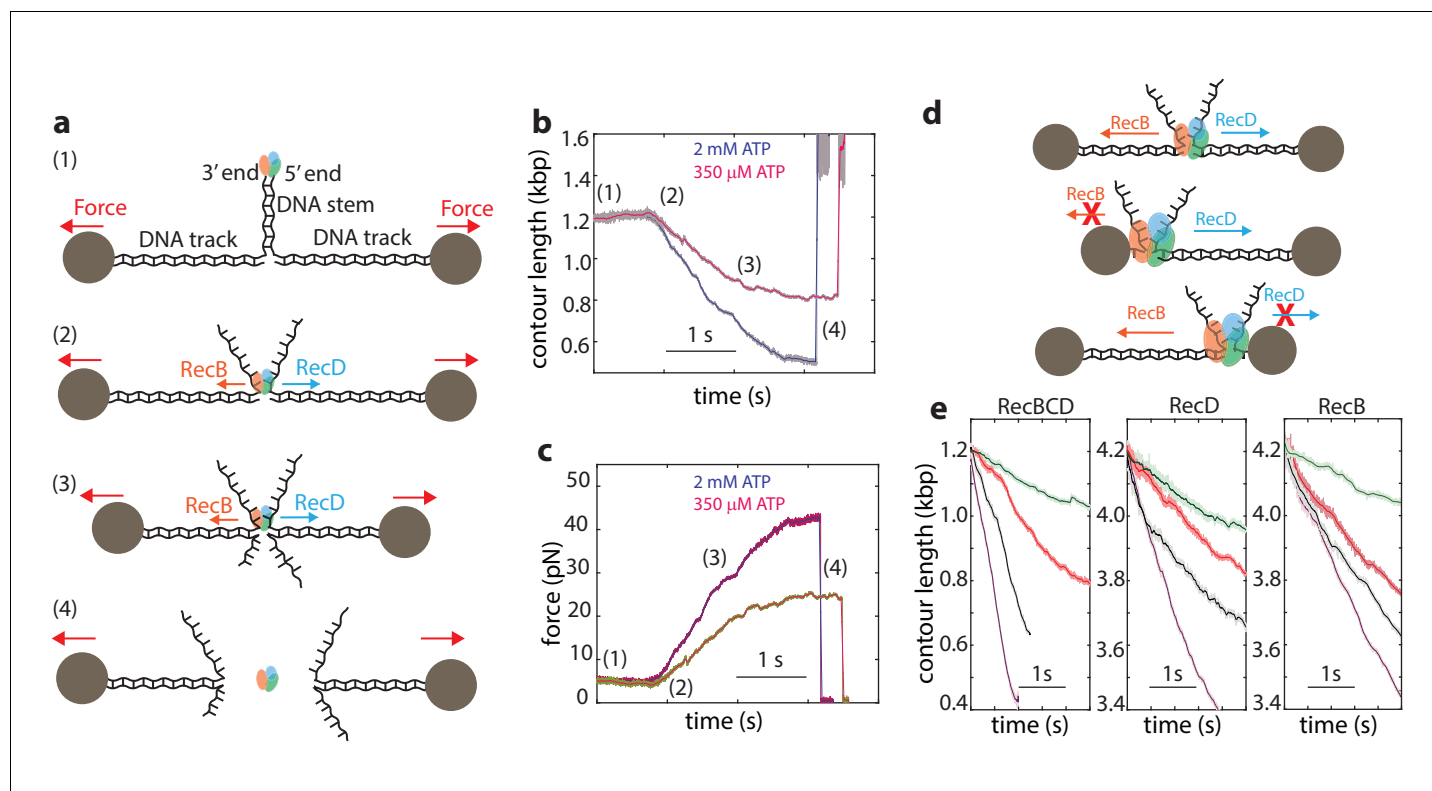 a
(1)
3' end
5' end
DNA stem
Force
Force
DNA track
DNA track
(2)
RecB
RecD
(3)
RecB
RecD
(4)
b
contour length (kbp)
1.6
1.4
1.2
1.0
0.8
0.6
2 mM ATP
350 μM ATP
(1)
(2)
(3)
(4)
1 s
time (s)
c
force (pN)
50
40
30
20
10
0
2 mM ATP
350 μM ATP
(1)
(2)
(3)
(4)
1 s
time (s)
d
RecB
RecD
RecB
RecD
RecB
RecD
e
RecBCD
RecD
RecB
contour length (kbp)
1.2
1.0
0.8
0.6
0.4
1s
time (s)
4.2
4.0
3.8
3.6
3.4
1s
time (s)
4.2
4.0
3.8
3.6
3.4
1s
time (s)